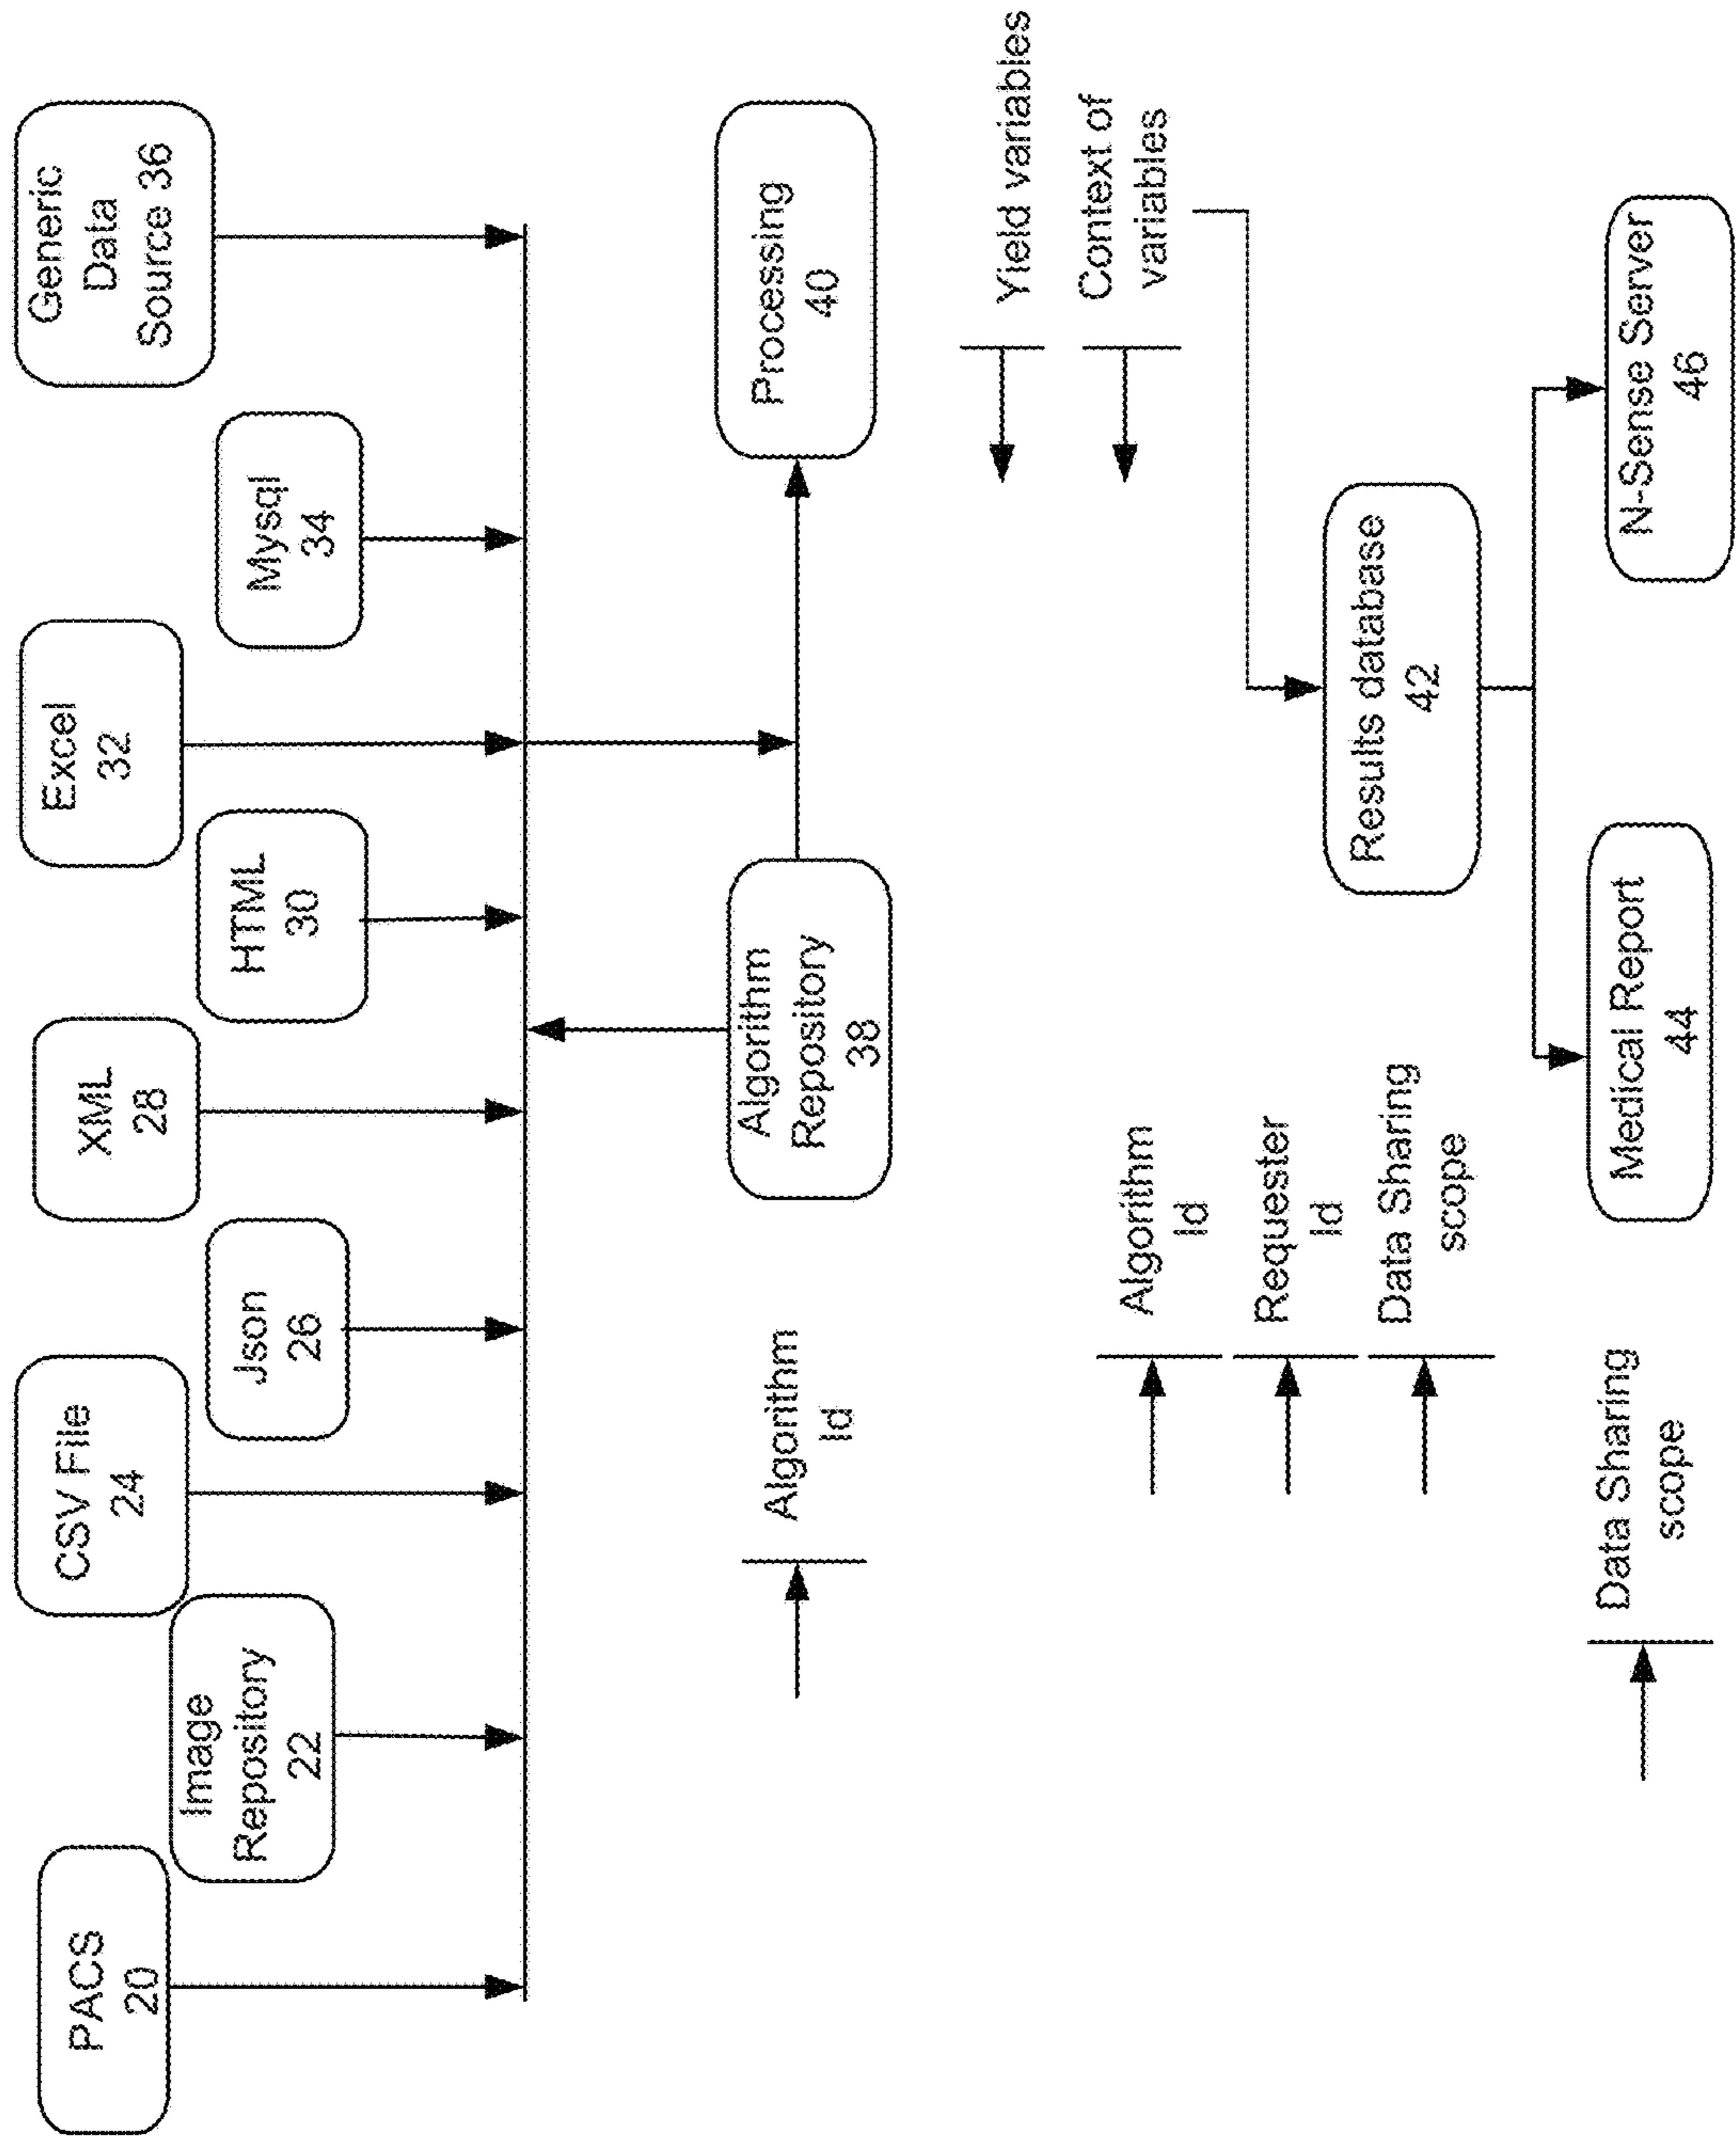 PACS
20
Image
Repository
22
CSV File
24
Json
26
XML
28
HTML
30
Excel
32
Mysql
34
Generic
Data
Source 36
Algorithm
Id
Algorithm
Repository
38
Processing
40
Yield variables
Context of
variables
Algorithm
Id
Requester
Id
Data Sharing
scope
Results database
42
Data Sharing
scope
Medical Report
44
N-Sense Server
46